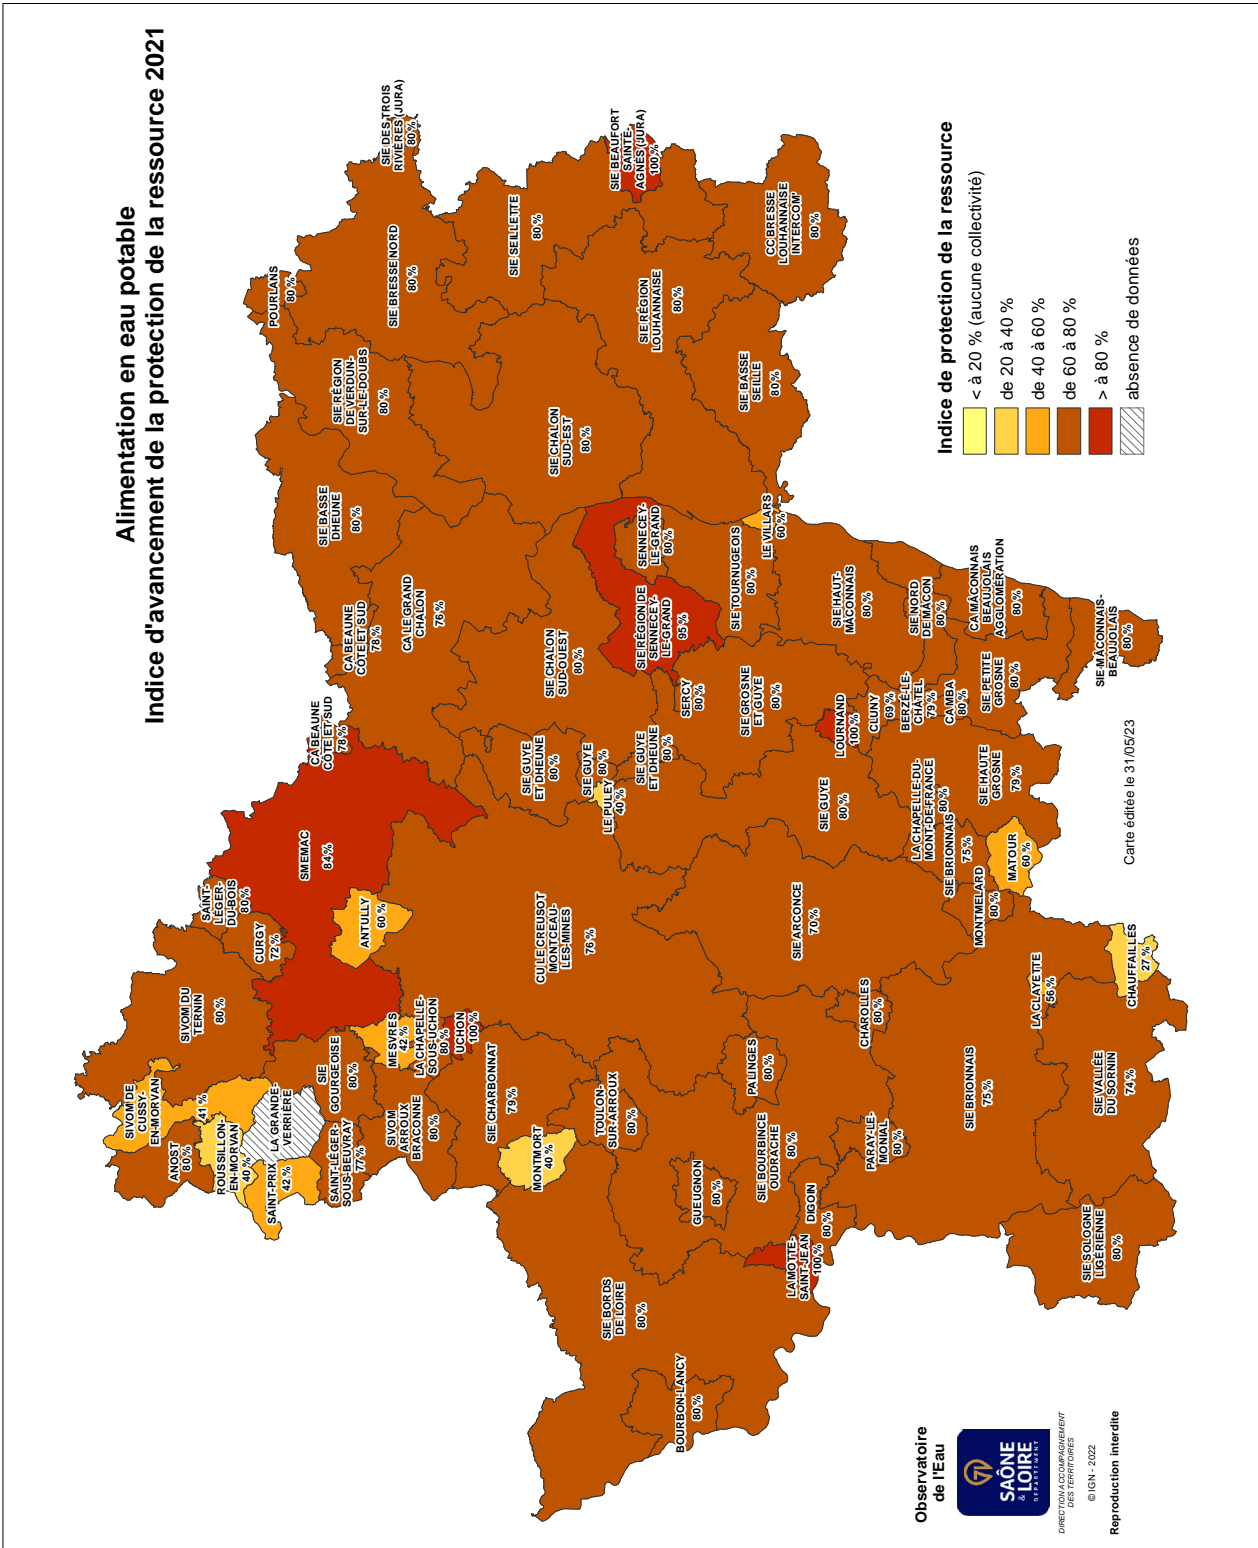 Alimentation en eau potable
Indice d'avancement de la protection de la ressource 2021
SIVOM DE
CUSSY-
EN-MORVAN
41 %
ANOST
80 %
ROUSSILLON-
EN-MORVAN
40 %
SAINT-PRIX
42 %
LA GRANDE-
VERRIÈRE
SAINT-LÉGER-
SOUS-BEUVRAY
77 %
SIVOM DU
TERNIN
80 %
SIE
GOURGEOISE
80 %
SIVOM
ARROUX
BRACONNE
80 %
CURGY
72 %
SAINT-
LÉGER-
DU-BOIS
80 %
SMEMAC
84 %
ANTULLY
60 %
MESVRES
42 %
LA CHAPELLE-
SOUS-UCHON
80 %
UCHON
100 %
SIE CHARBONNAT
79 %
MONTMORT
40 %
TOULON-
SUR-ARROUX
80 %
CA BEAUNE
CÔTE ET SUD
78 %
CA BEAUNE
CÔTE ET SUD
78 %
SIE BASSE
DHEUNE
80 %
SIE RÉGION
DE VERDUN-
SUR-LE-DOUBS
80 %
POURLANS
80 %
SIE BRESSE NORD
80 %
SIE DES TROIS
RIVIÈRES (JURA)
80 %
CA LE GRAND
CHALON
76 %
SIE SEILLETTE
80 %
SIE CHALON
SUD-EST
80 %
SIE CHALON
SUD-OUEST
80 %
SIE BEAUFORT
SAINTE-
AGNÈS (JURA)
100 %
SIE RÉGION
LOUHANNAISE
80 %
CC BRESSE
LOUHANNAISE
INTERCOM'
80 %
SIE BASSE
SEILLE
80 %
SIE RÉGION DE
SENNECEY-
LE-GRAND
95 %
SENNECEY-
LE-GRAND
80 %
SIE TOURNUGEOIS
80 %
LE VILLARS
60 %
SIE GUYE
ET DHEUNE
80 %
SIE GUYE
80 %
LE PULEY
40 %
SIE GUYE
ET DHEUNE
80 %
SERCY
80 %
SIE GROSNE
ET GUYE
80 %
CU LE CREUSOT
MONTCEAU-
LES-MINES
76 %
SIE BORDS
DE LOIRE
80 %
BOURBON-LANCY
80 %
GUEUGNON
80 %
SIE BOURBINCE
OUDRACHE
80 %
PALINGES
80 %
LA MOTTE-
SAINT-JEAN
100 %
DIGOIN
80 %
PARAY-LE-
MONIAL
80 %
CHAROLLES
80 %
SIE ARCONCE
70 %
SIE GUYE
80 %
LOURNAND
100 %
CLUNY
69 %
BERZÉ-LE-
CHÂTEL
79 %
CA MBA
80 %
SIE HAUT-
MÂCONNAIS
80 %
SIE NORD
DE MÂCON
80 %
CA MÂCONNAIS
BEAUJOLAIS
AGGLOMÉRATION
80 %
SIE PETITE
GROSNE
80 %
SIE MÂCONNAIS-
BEAUJOLAIS
80 %
LA CHAPELLE-DU-
MONT-DE-FRANCE
80 %
SIE BRIONNAIS
75 %
SIE HAUTE
GROSNE
79 %
MONTMELARD
80 %
MATOUR
60 %
SIE BRIONNAIS
75 %
LA CLAYETTE
56 %
CHAUFFAILLES
27 %
SIE VALLÉE
DU SORNIN
74 %
SIE SOLOGNE
LIGÉRIENNE
80 %
Indice de protection de la ressource
< à 20 % (aucune collectivité)
de 20 à 40 %
de 40 à 60 %
de 60 à 80 %
> à 80 %
absence de données
Carte éditée le 31/05/23
Observatoire
de l'Eau
71
SAÔNE
& LOIRE
DÉPARTEMENT
DIRECTION ACCOMPAGNEMENT
DES TERRITOIRES
© IGN - 2022
Reproduction interdite